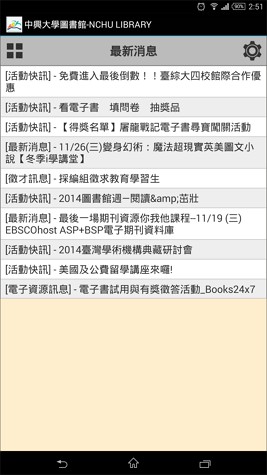 90% 2:51
中興大學圖書館-NCHU LIBRARY
最新消息
[活動快訊] - 免費進入最後倒數！！臺綜大四校館際合作優
惠
[活動快訊] - 看電子書　填問卷　抽獎品
[活動快訊] - 【得獎名單】屠龍戰記電子書尋寶闖關活動
[最新消息] - 11/26(三)變身幻術：魔法超現實英美圖文小
說【冬季i學講堂】
[徵才訊息] - 採編組徵求教育學習生
[活動快訊] - 2014圖書館週—閱讀&amp;茁壯
[最新消息] - 最後一場期刊資源你我他課程--11/19 (三)
EBSCOhost ASP+BSP電子期刊資料庫
[活動快訊] - 2014臺灣學術機構典藏研討會
[活動快訊] - 美國及公費留學講座來囉!
[電子資源訊息] - 電子書試用與有獎徵答活動_Books24x7